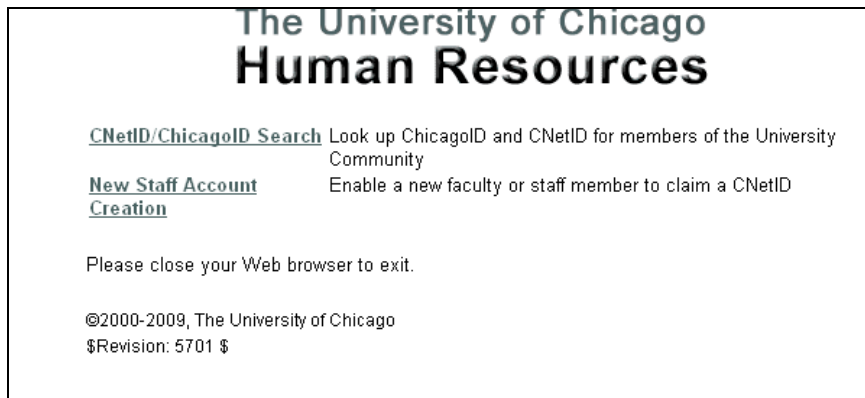 The University of Chicago
Human Resources
CNetID/ChicagoID Search Look up ChicagoID and CNetID for members of the University
Community
New Staff Account Enable a new faculty or staff member to claim a CNetID
Creation
Please close your Web browser to exit.
©2000-2009, The University of Chicago
$Revision: 5701 $